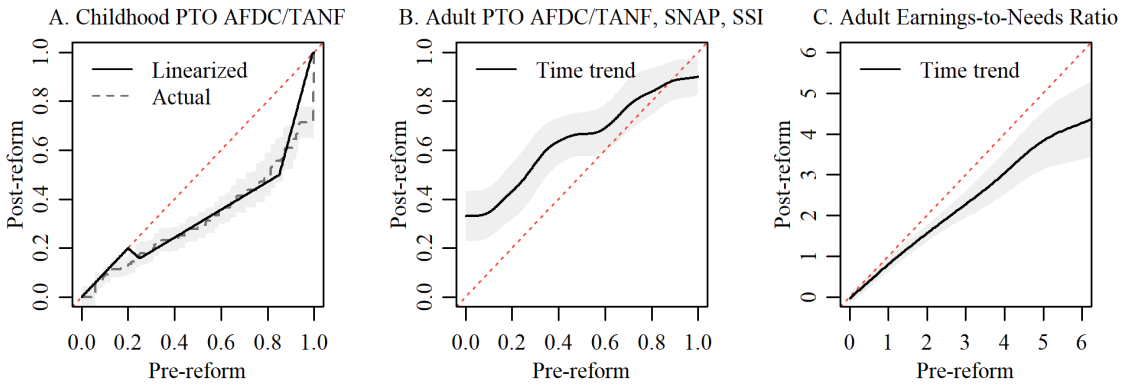 A. Childhood PTO AFDC/TANF
Linearized
Actual
Post-reform
0.0 0.2 0.4 0.6 0.8 1.0
0.0 0.2 0.4 0.6 0.8 1.0
Pre-reform
B. Adult PTO AFDC/TANF, SNAP, SSI
Time trend
Post-reform
0.0 0.2 0.4 0.6 0.8 1.0
0.0 0.2 0.4 0.6 0.8 1.0
Pre-reform
C. Adult Earnings-to-Needs Ratio
Time trend
Post-reform
0 1 2 3 4 5 6
0 1 2 3 4 5 6
Pre-reform